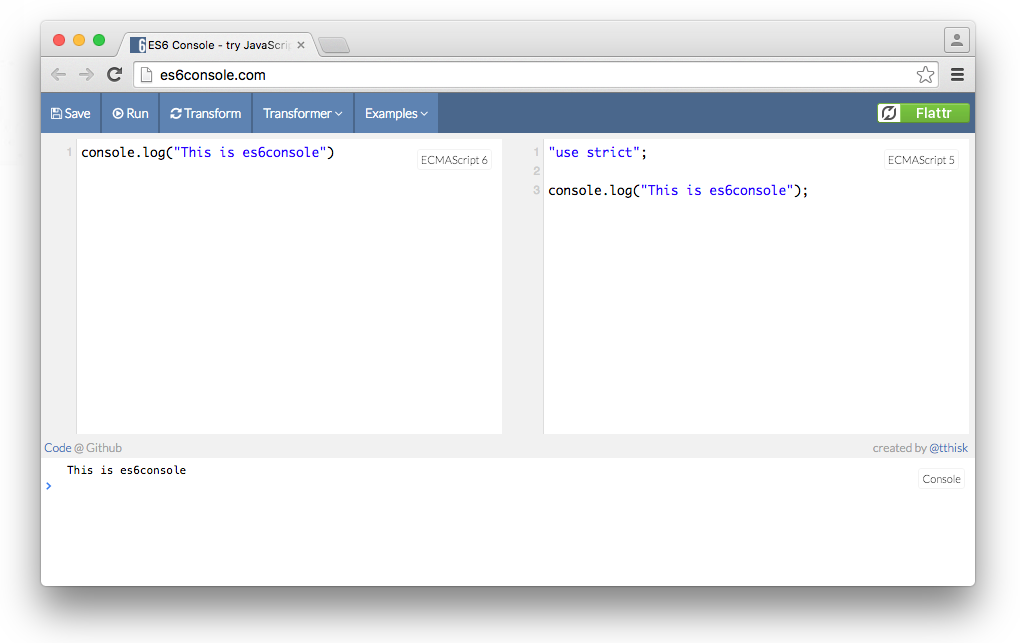 ES6 Console - try JavaScri
es6console.com
Save Run Transform Transformer Examples Flattr
1 console.log("This is es6console") ECMAScript 6
1 "use strict"; ECMAScript 5
2
3 console.log("This is es6console");
Code @ Github created by @tthisk
This is es6console
Console
>